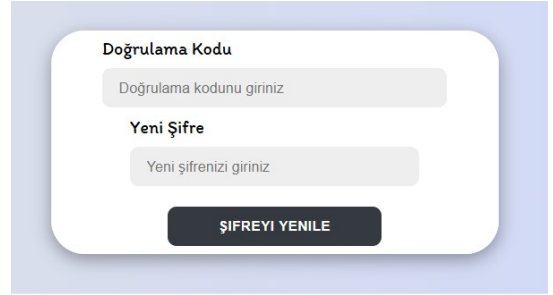 Doğrulama Kodu
Doğrulama kodunu giriniz
Yeni Şifre
Yeni şifrenizi giriniz
ŞIFREYI YENILE